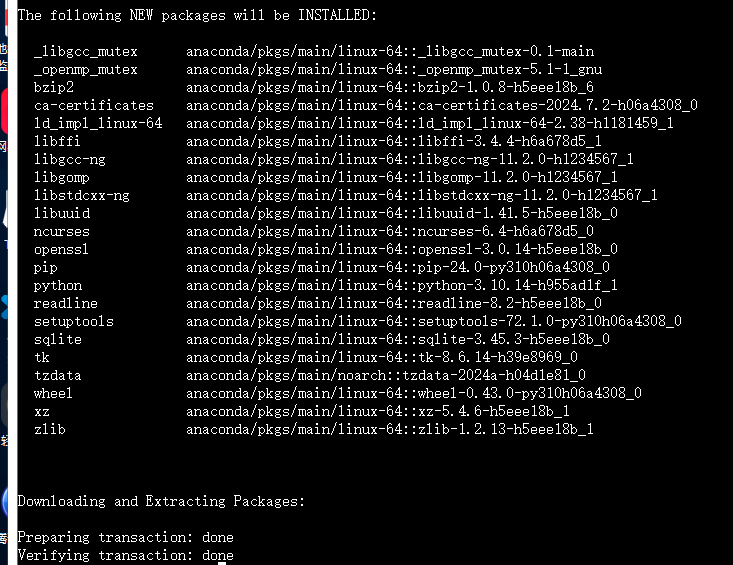 The following NEW packages will be INSTALLED:
_libgcc_mutex anaconda/pkgs/main/linux-64::_libgcc_mutex-0.1-main
_openmp_mutex anaconda/pkgs/main/linux-64::_openmp_mutex-5.1-1_gnu
bzip2 anaconda/pkgs/main/linux-64::bzip2-1.0.8-h5eee18b_6
ca-certificates anaconda/pkgs/main/linux-64::ca-certificates-2024.7.2-h06a4308_0
ld_impl_linux-64 anaconda/pkgs/main/linux-64::ld_impl_linux-64-2.38-h1181459_1
libffi anaconda/pkgs/main/linux-64::libffi-3.4.4-h6a678d5_1
libgcc-ng anaconda/pkgs/main/linux-64::libgcc-ng-11.2.0-h1234567_1
libgomp anaconda/pkgs/main/linux-64::libgomp-11.2.0-h1234567_1
libstdcxx-ng anaconda/pkgs/main/linux-64::libstdcxx-ng-11.2.0-h1234567_1
libuuid anaconda/pkgs/main/linux-64::libuuid-1.41.5-h5eee18b_0
ncurses anaconda/pkgs/main/linux-64::ncurses-6.4-h6a678d5_0
openssl anaconda/pkgs/main/linux-64::openssl-3.0.14-h5eee18b_0
pip anaconda/pkgs/main/linux-64::pip-24.0-py310h06a4308_0
python anaconda/pkgs/main/linux-64::python-3.10.14-h955ad1f_1
readline anaconda/pkgs/main/linux-64::readline-8.2-h5eee18b_0
setuptools anaconda/pkgs/main/linux-64::setuptools-72.1.0-py310h06a4308_0
sqlite anaconda/pkgs/main/linux-64::sqlite-3.45.3-h5eee18b_0
tk anaconda/pkgs/main/linux-64::tk-8.6.14-h39e8969_0
tzdata anaconda/pkgs/main/noarch::tzdata-2024a-h04d1e81_0
wheel anaconda/pkgs/main/linux-64::wheel-0.43.0-py310h06a4308_0
xz anaconda/pkgs/main/linux-64::xz-5.4.6-h5eee18b_1
zlib anaconda/pkgs/main/linux-64::zlib-1.2.13-h5eee18b_1
Downloading and Extracting Packages:
Preparing transaction: done
Verifying transaction: done